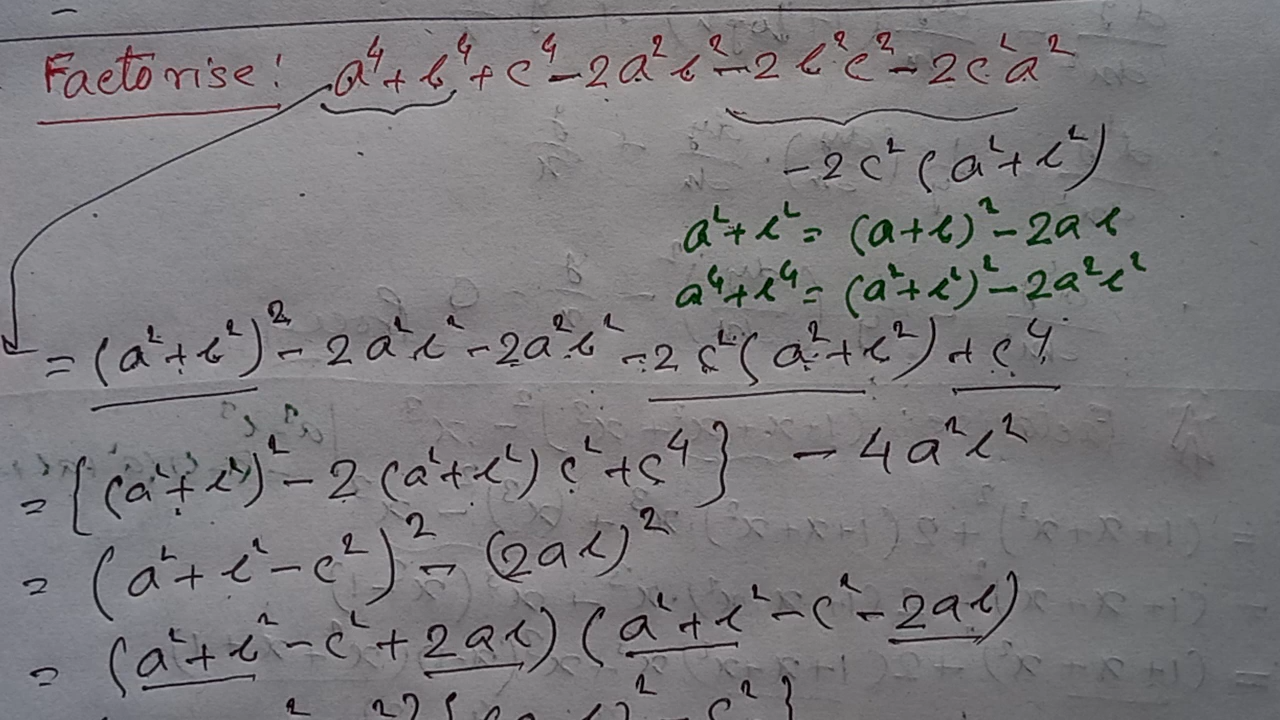 Factorise: a⁴+b⁴+c⁴-2a²b²-2b²c²-2c²a²
-2c²(a²+b²)
a²+b²= (a+b)²-2ab
a⁴+b⁴= (a²+b²)²-2a²b²
= (a²+b²)²-2a²b²-2a²b²-2c²(a²+b²)+c⁴
= {(a²+b²)²-2(a²+b²)c²+c⁴} -4a²b²
= (a²+b²-c²)²-(2ab)²
= (a²+b²-c²+2ab)(a²+b²-c²-2ab)